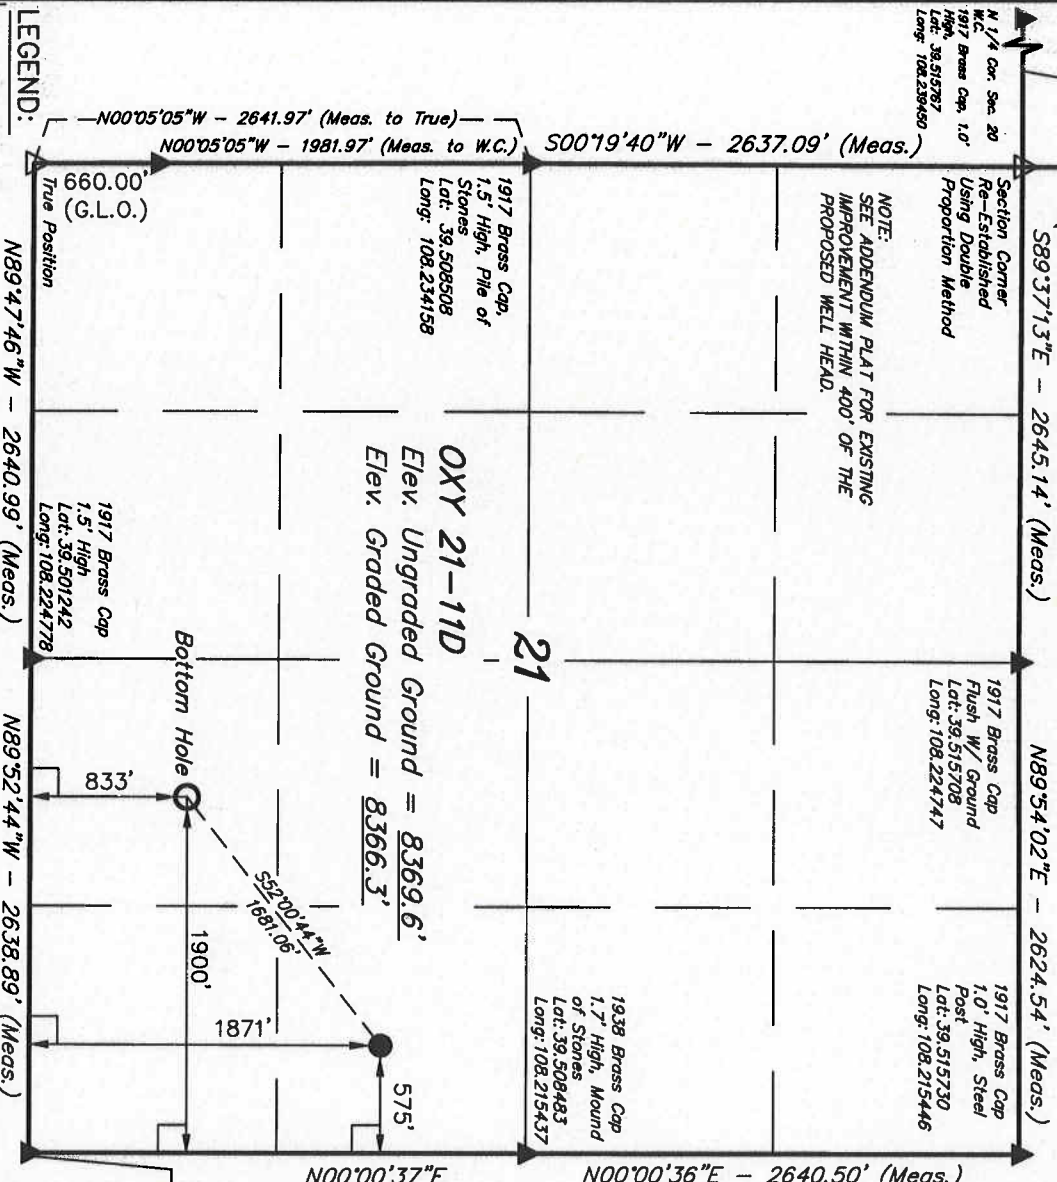 N 1/4 Cor. Sec. 20
W.C.
1917 Brass Cap, 1.0'
High,
Lat: 39.515787
Long: 108.239450
S89°37'13"E - 2645.14' (Meas.)
N89°54'02"E - 2624.54' (Meas.)
Section Corner
Re-Established
Using Double
Proportion Method
1917 Brass Cap
Flush W/ Ground
Lat: 39.515708
Long: 108.224747
1917 Brass Cap
1.0' High, Steel
Post
Lat: 39.515730
Long: 108.215446
NOTE:
SEE ADDENDUM PLAT FOR EXISTING
IMPROVEMENT WITHIN 400' OF THE
PROPOSED WELL HEAD.
S00°19'40"W - 2637.09' (Meas.)
N00°00'36"E - 2640.50' (Meas.)
21
1917 Brass Cap,
1.5' High, Pile of
Stones
Lat: 39.508508
Long: 108.234158
1938 Brass Cap
1.7' High, Mound
of Stones
Lat: 39.508483
Long: 108.215437
OXY 21-11D
Elev. Ungraded Ground = 8369.6'
Elev. Graded Ground = 8366.3'
N00°05'05"W - 2641.97' (Meas. to True)
N00°05'05"W - 1981.97' (Meas. to W.C.)
N00°00'37"E
575'
1871'
S52°00'44"W
1681.06'
Bottom Hole
1900'
833'
660.00'
(G.L.O.)
True Position
1917 Brass Cap
1.5' High
Lat: 39.501242
Long: 108.224778
N89°47'46"W - 2640.99' (Meas.)
N89°52'44"W - 2638.89' (Meas.)
LEGEND: